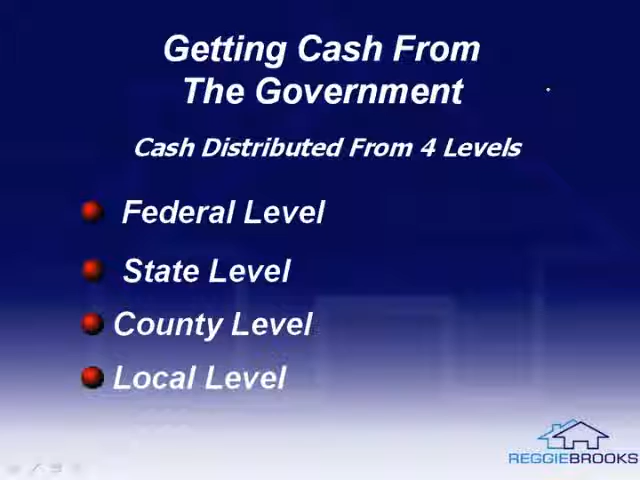 Getting Cash From
The Government
Cash Distributed From 4 Levels
Federal Level
State Level
County Level
Local Level
REGGIEBROOKS